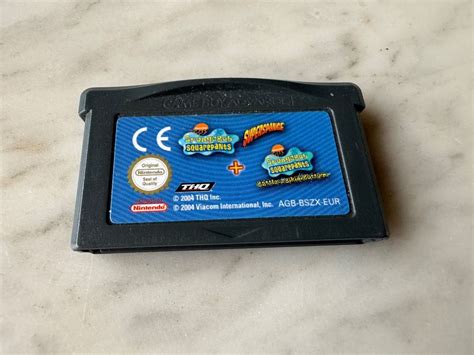 GAME BOY ADVANCE
CE
SPONGEBOB
SQUAREPANTS
SUPERSPONGE
+
SPONGEBOB
SQUAREPANTS
Original
Nintendo
Seal of
Quality
THQ
Nintendo
© 2004 THQ Inc.
© 2004 Viacom International, Inc.
AGB-BSZX-EUR